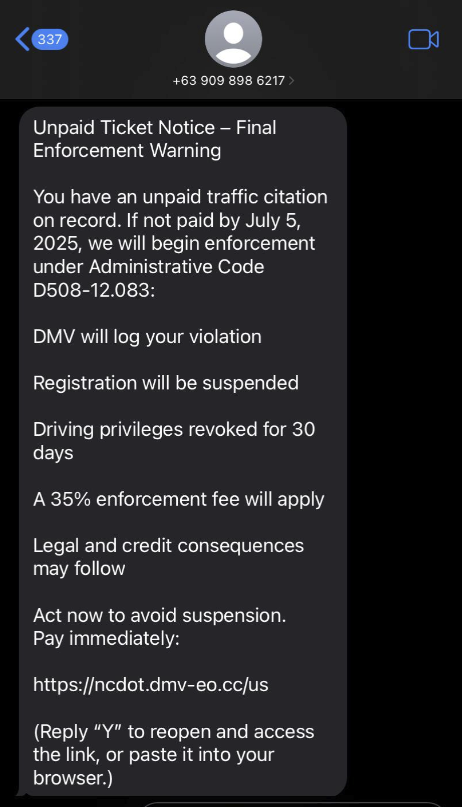 337
+63 909 898 6217
Unpaid Ticket Notice – Final
Enforcement Warning
You have an unpaid traffic citation
on record. If not paid by July 5,
2025, we will begin enforcement
under Administrative Code
D508-12.083:
DMV will log your violation
Registration will be suspended
Driving privileges revoked for 30
days
A 35% enforcement fee will apply
Legal and credit consequences
may follow
Act now to avoid suspension.
Pay immediately:
https://ncdot.dmv-eo.cc/us
(Reply “Y” to reopen and access
the link, or paste it into your
browser.)